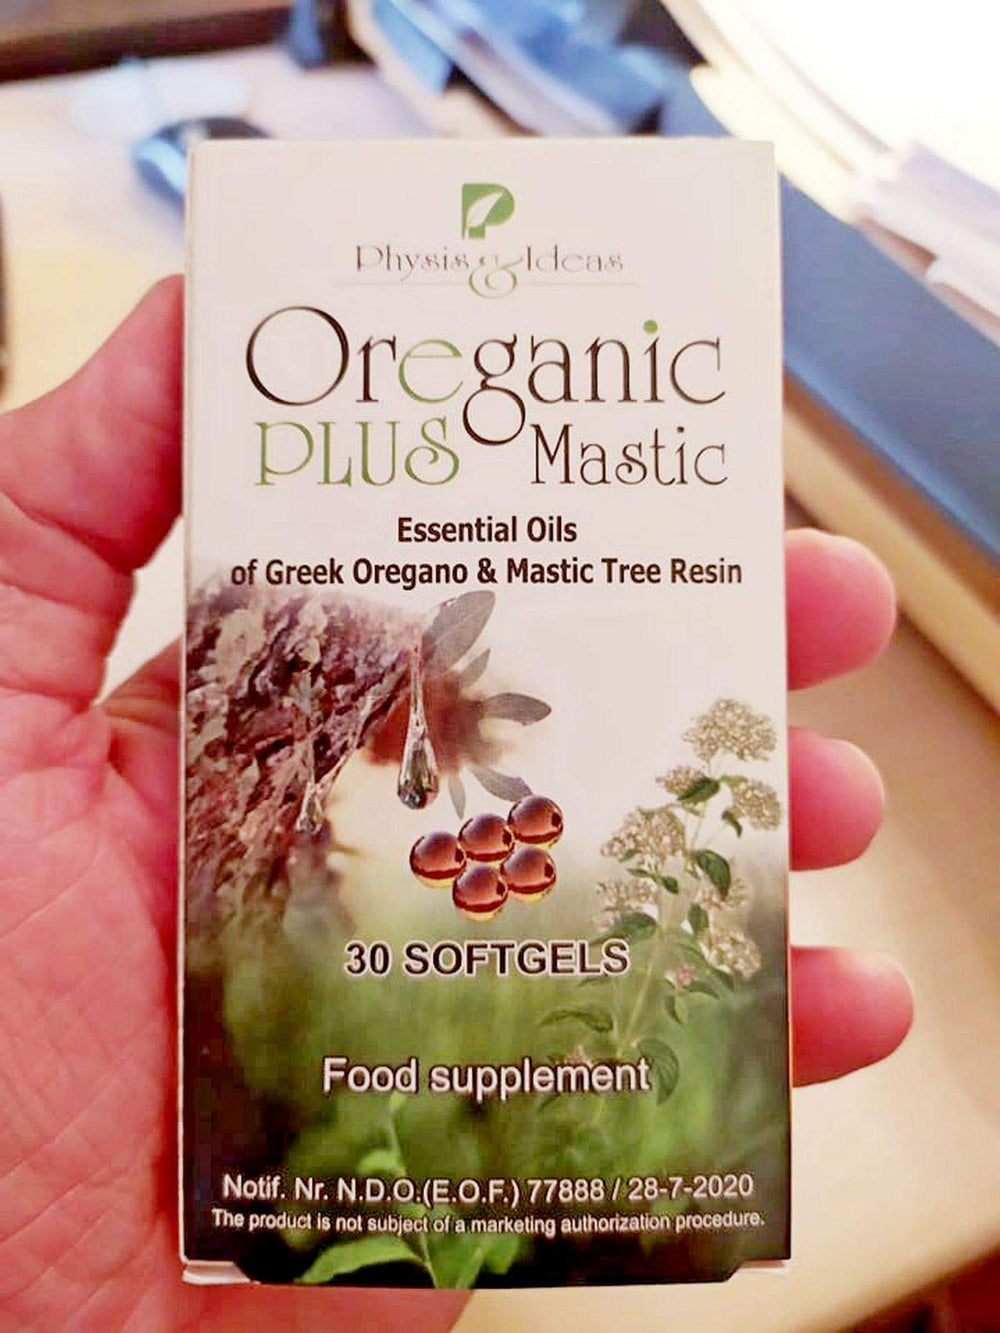 Physis & Ideas
Oreganic
PLUS Mastic
Essential Oils
of Greek Oregano & Mastic Tree Resin
30 SOFTGELS
Food supplement
Notif. Nr. N.D.O.(E.O.F.) 77888 / 28-7-2020
The product is not subject of a marketing authorization procedure.